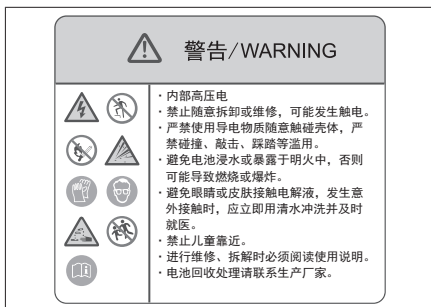 警告/WARNING
·内部高压电
·禁止随意拆卸或维修，可能发生触电。
·严禁使用导电物质随意触碰壳体，严
禁碰撞、敲击、踩踏等滥用。
·避免电池浸水或暴露于明火中，否则
可能导致燃烧或爆炸。
·避免眼睛或皮肤接触电解液，发生意
外接触时，应立即用清水冲洗并及时
就医。
·禁止儿童靠近。
·进行维修、拆解时必须阅读使用说明。
·电池回收处理请联系生产厂家。